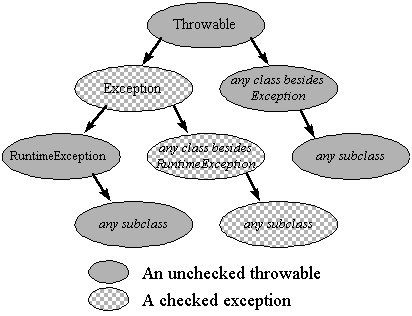 Throwable
Exception
any class besides
Exception
RuntimeException
any class besides
RuntimeException
any subclass
any subclass
any subclass
An unchecked throwable
A checked exception